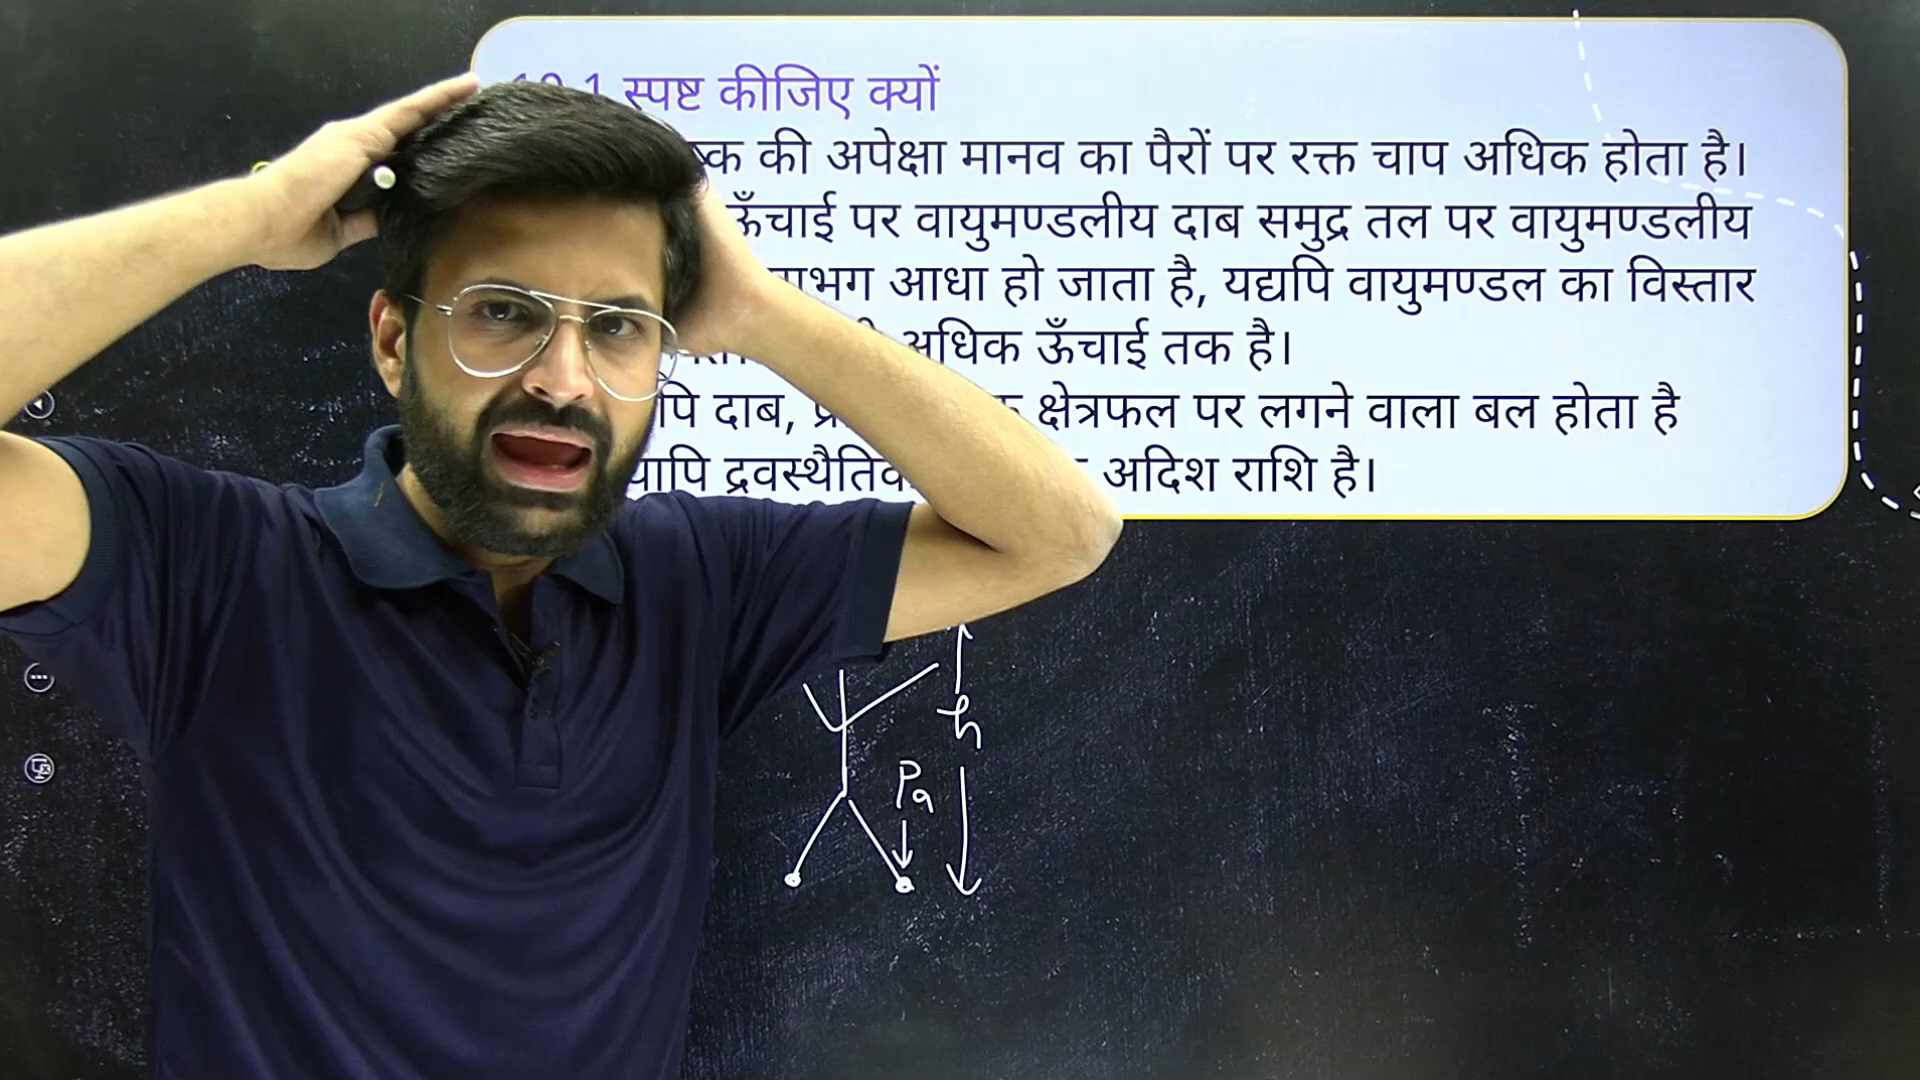 स्पष्ट कीजिए क्यों
की अपेक्षा मानव का पैरों पर रक्त चाप अधिक होता है।
ऊँचाई पर वायुमण्डलीय दाब समुद्र तल पर वायुमण्डलीय
आधा हो जाता है, यद्यपि वायुमण्डल का विस्तार
अधिक ऊँचाई तक है।
दाब, क्षेत्रफल पर लगने वाला बल होता है
अदिश राशि है।
h
Pa